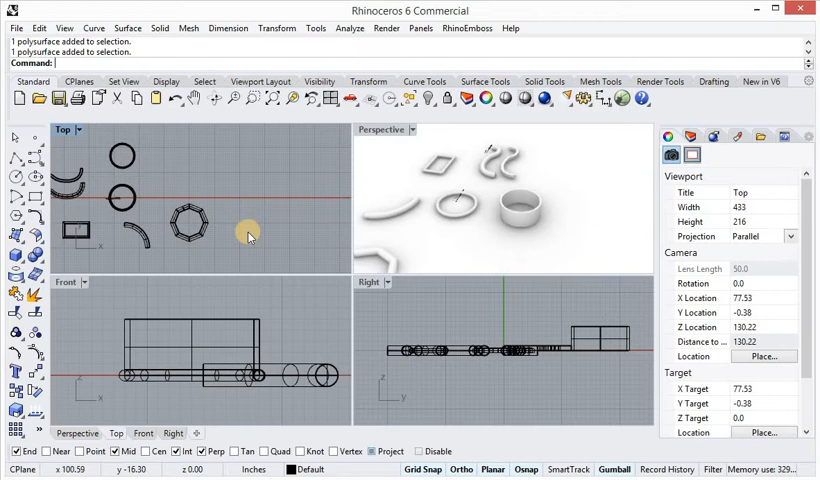 Rhinoceros 6 Commercial
File Edit View Curve Surface Solid Mesh Dimension Transform Tools Analyze Render Panels RhinoEmboss Help
1 polysurface added to selection.
1 polysurface added to selection.
Command:
Standard CPlanes Set View Display Select Viewport Layout Visibility Transform Curve Tools Surface Tools Solid Tools Mesh Tools Render Tools Drafting New in V6
Top
Perspective
Viewport
Title Top
Width 433
Height 216
Projection Parallel
Camera
Lens Length 50.0
Rotation 0.0
X Location 77.53
Y Location -0.38
Z Location 130.22
Distance to ... 130.22
Location Place...
Target
X Target 77.53
Y Target -0.38
Z Target 0.0
Location Place...
y
x
Front
Right
z
x
z
y
Perspective Top Front Right
End Near Point Mid Cen Int Perp Tan Quad Knot Vertex Project Disable
CPlane x 100.59 y -16.30 z 0.00 Inches Default Grid Snap Ortho Planar Osnap SmartTrack Gumball Record History Filter Memory use: 329...